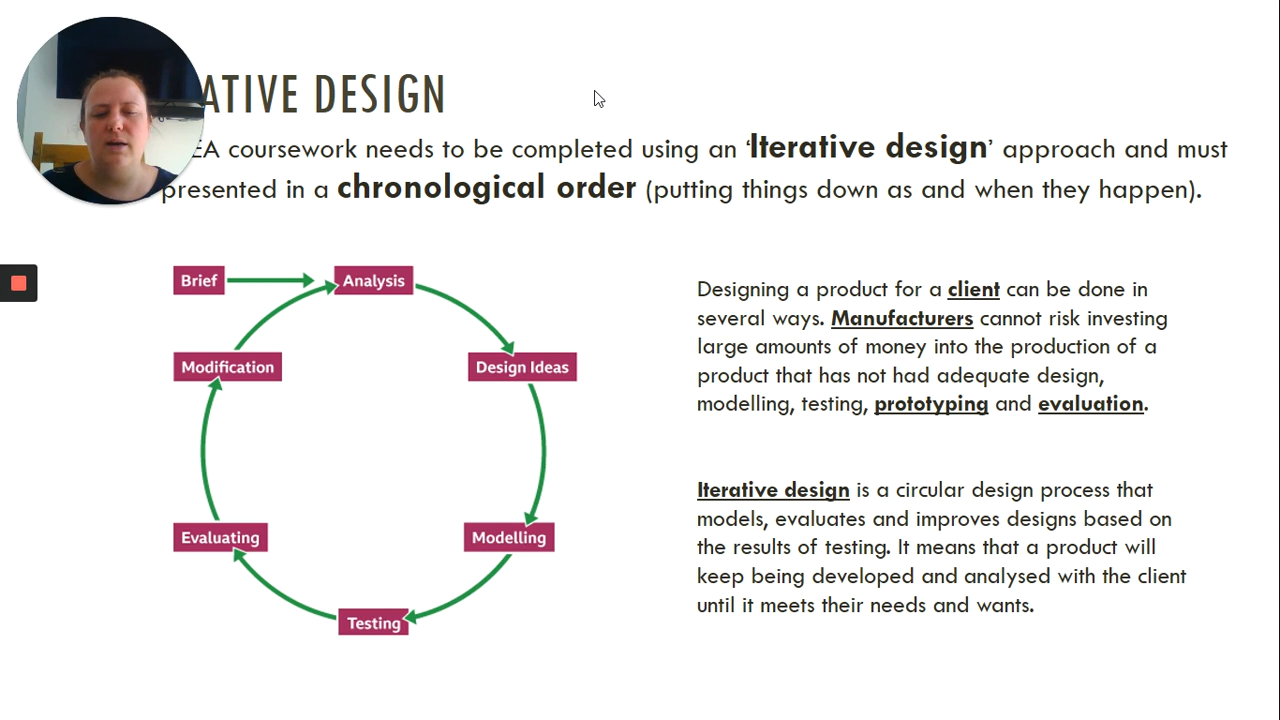 ATIVE DESIGN
EA coursework needs to be completed using an ‘Iterative design’ approach and must
presented in a chronological order (putting things down as and when they happen).
Brief
Analysis
Modification
Design Ideas
Evaluating
Modelling
Testing
Designing a product for a client can be done in
several ways. Manufacturers cannot risk investing
large amounts of money into the production of a
product that has not had adequate design,
modelling, testing, prototyping and evaluation.
Iterative design is a circular design process that
models, evaluates and improves designs based on
the results of testing. It means that a product will
keep being developed and analysed with the client
until it meets their needs and wants.